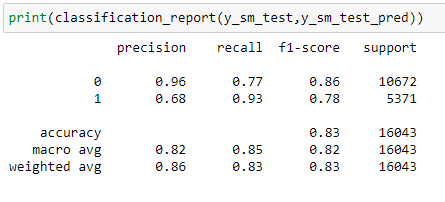 print(classification_report(y_sm_test,y_sm_test_pred))
precision recall f1-score support
0 0.96 0.77 0.86 10672
1 0.68 0.93 0.78 5371
accuracy 0.83 16043
macro avg 0.82 0.85 0.82 16043
weighted avg 0.86 0.83 0.83 16043